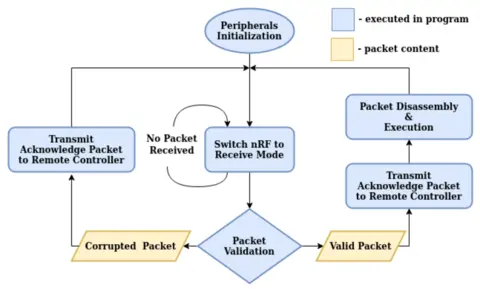 Peripherals
Initialization
- executed in program
- packet content
Transmit
Acknowledge Packet
to Remote Controller
No Packet
Received
Switch nRF to
Receive Mode
Packet Disassembly
&
Execution
Transmit
Acknowledge Packet
to Remote Controller
Corrupted Packet
Packet
Validation
Valid Packet